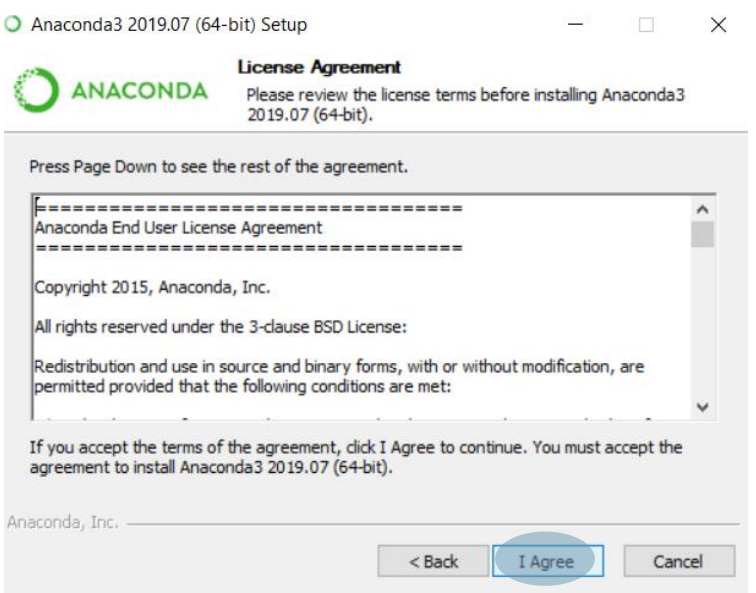 Anaconda3 2019.07 (64-bit) Setup
ANACONDA
License Agreement
Please review the license terms before installing Anaconda3
2019.07 (64-bit).
Press Page Down to see the rest of the agreement.
===================================
Anaconda End User License Agreement
===================================
Copyright 2015, Anaconda, Inc.
All rights reserved under the 3-clause BSD License:
Redistribution and use in source and binary forms, with or without modification, are
permitted provided that the following conditions are met:
If you accept the terms of the agreement, click I Agree to continue. You must accept the
agreement to install Anaconda3 2019.07 (64-bit).
Anaconda, Inc.
< Back
I Agree
Cancel